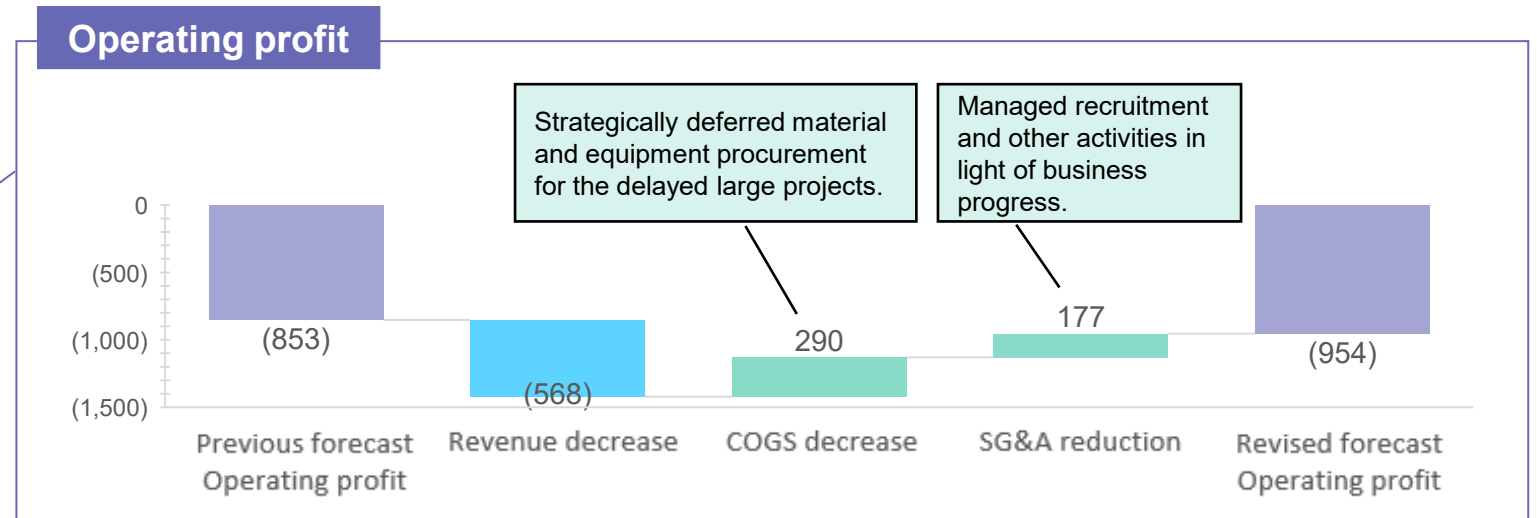 Operating profit
Strategically deferred material
and equipment procurement
for the delayed large projects.
Managed recruitment
and other activities in
light of business
progress.
0
(500)
(1,000)
(1,500)
(853)
(568)
290
177
(954)
Previous forecast
Operating profit
Revenue decrease
COGS decrease
SG&A reduction
Revised forecast
Operating profit